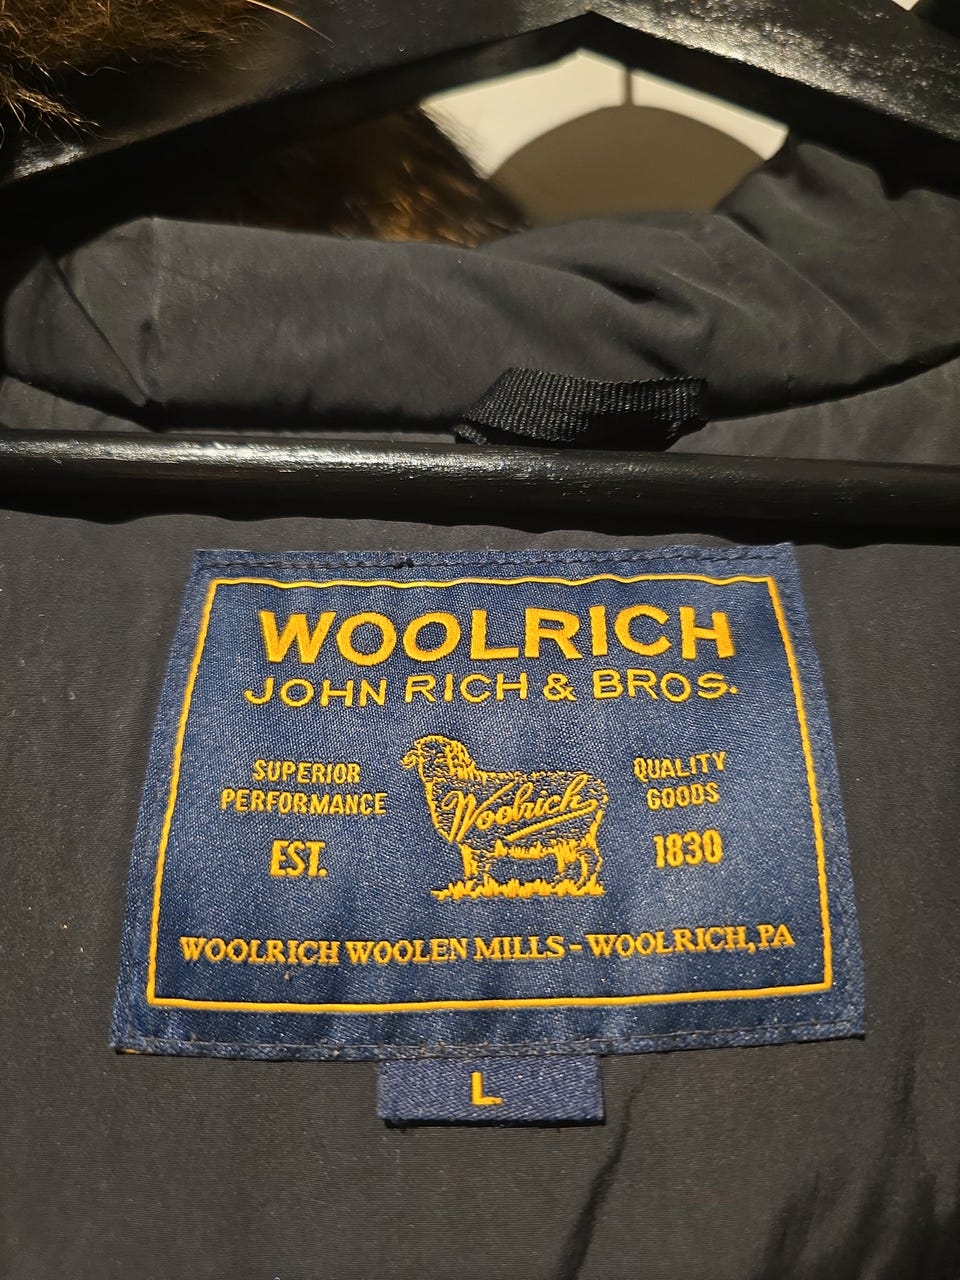 WOOLRICH
JOHN RICH & BROS.
SUPERIOR
PERFORMANCE
EST.
Woolrich
QUALITY
GOODS
1830
WOOLRICH WOOLEN MILLS - WOOLRICH, PA
L